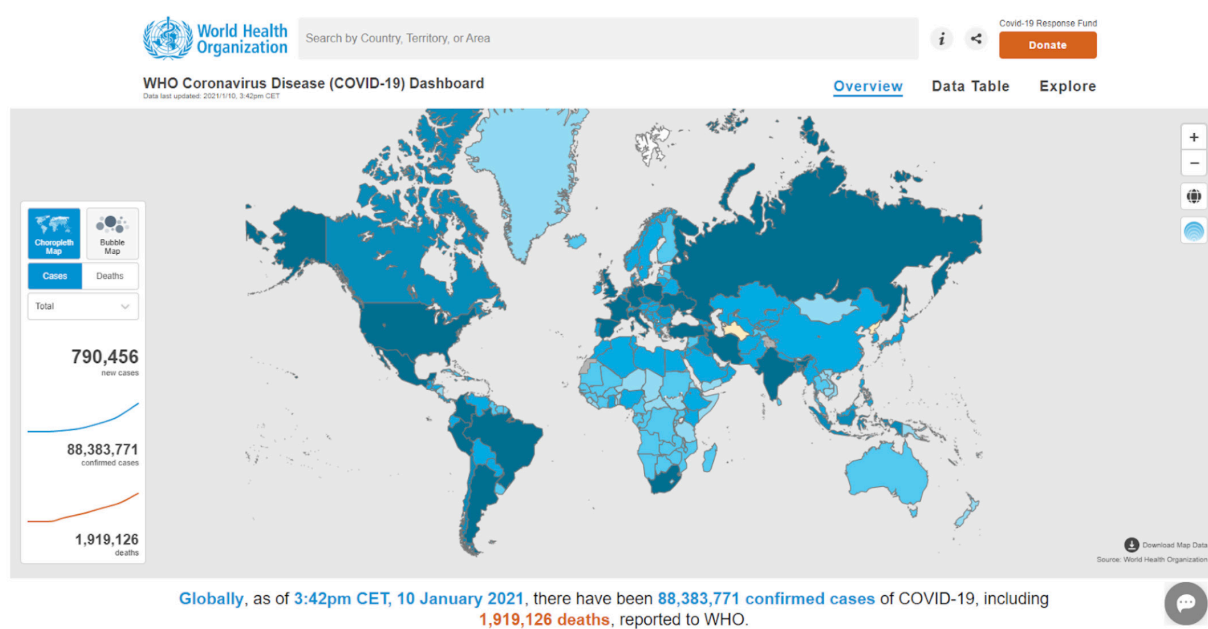 World Health
Organization
Search by Country, Territory, or Area
i
Covid-19 Response Fund
Donate
WHO Coronavirus Disease (COVID-19) Dashboard
Data last updated: 2021/1/10, 3:42pm CET
Overview
Data Table
Explore
+
−
Choropleth
Map
Bubble
Map
Cases
Deaths
Total
790,456
new cases
88,383,771
confirmed cases
1,919,126
deaths
Download Map Data
Source: World Health Organization
Globally, as of 3:42pm CET, 10 January 2021, there have been 88,383,771 confirmed cases of COVID-19, including
1,919,126 deaths, reported to WHO.